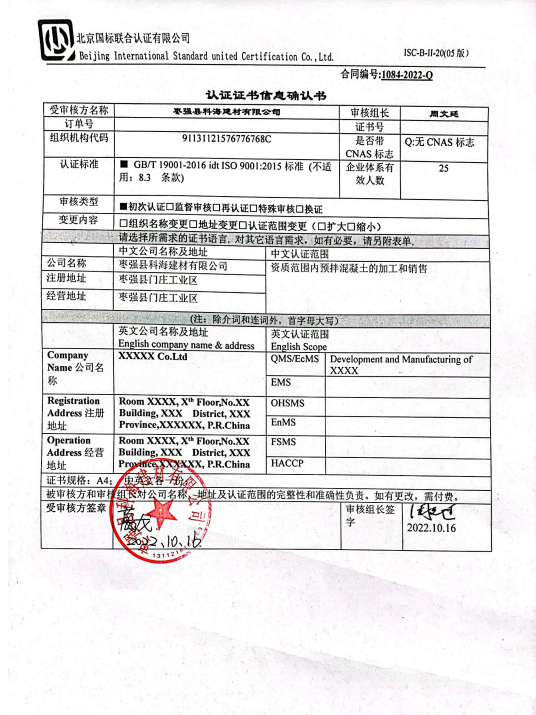 北京国标联合认证有限公司
Beijing International Standard united Certification Co.,Ltd.
ISC-B-II-20(05版)
合同编号:1084-2022-Q
认证证书信息确认书
受审核方名称 枣强县科海建材有限公司 审核组长 周文廷
订单号 证书号
组织机构代码 91131121576776768C 是否带 CNAS 标志 Q:无 CNAS 标志
认证标准 ■ GB/T 19001-2016 idt ISO 9001:2015 标准 (不适用：8.3 条款) 企业体系有效人数 25
审核类型 ■初次认证□监督审核□再认证□特殊审核□换证
变更内容 □组织名称变更□地址变更□认证范围变更（□扩大□缩小）
请选择所需求的证书语言. 对其它语言需求，如有必要，请另附表单.
中文公司名称及地址 中文认证范围
公司名称 枣强县科海建材有限公司 资质范围内预拌混凝土的加工和销售
注册地址 枣强县门庄工业区
经营地址 枣强县门庄工业区
(注：除介词和连词外，首字母大写)
英文公司名称及地址 英文认证范围
English company name & address English Scope
Company Name 公司名称 XXXXX Co.Ltd QMS/EcMS Development and Manufacturing of XXXX
EMS
Registration Address 注册地址 Room XXXX, Xth Floor,No.XX Building, XXX District, XXX Province,XXXXXX, P.R.China OHSMS
EnMS
Operation Address 经营地址 Room XXXX, Xth Floor,No.XX Building, XXX District, XXX Province,XXXXXX, P.R.China FSMS
HACCP
证书规格：A4； 中英文各 份。
被审核方和审核组长对公司名称、地址及认证范围的完整性和准确性负责。如有更改，需付费。
受审核方签章 2022.10.16 审核组长签字
2022.10.16